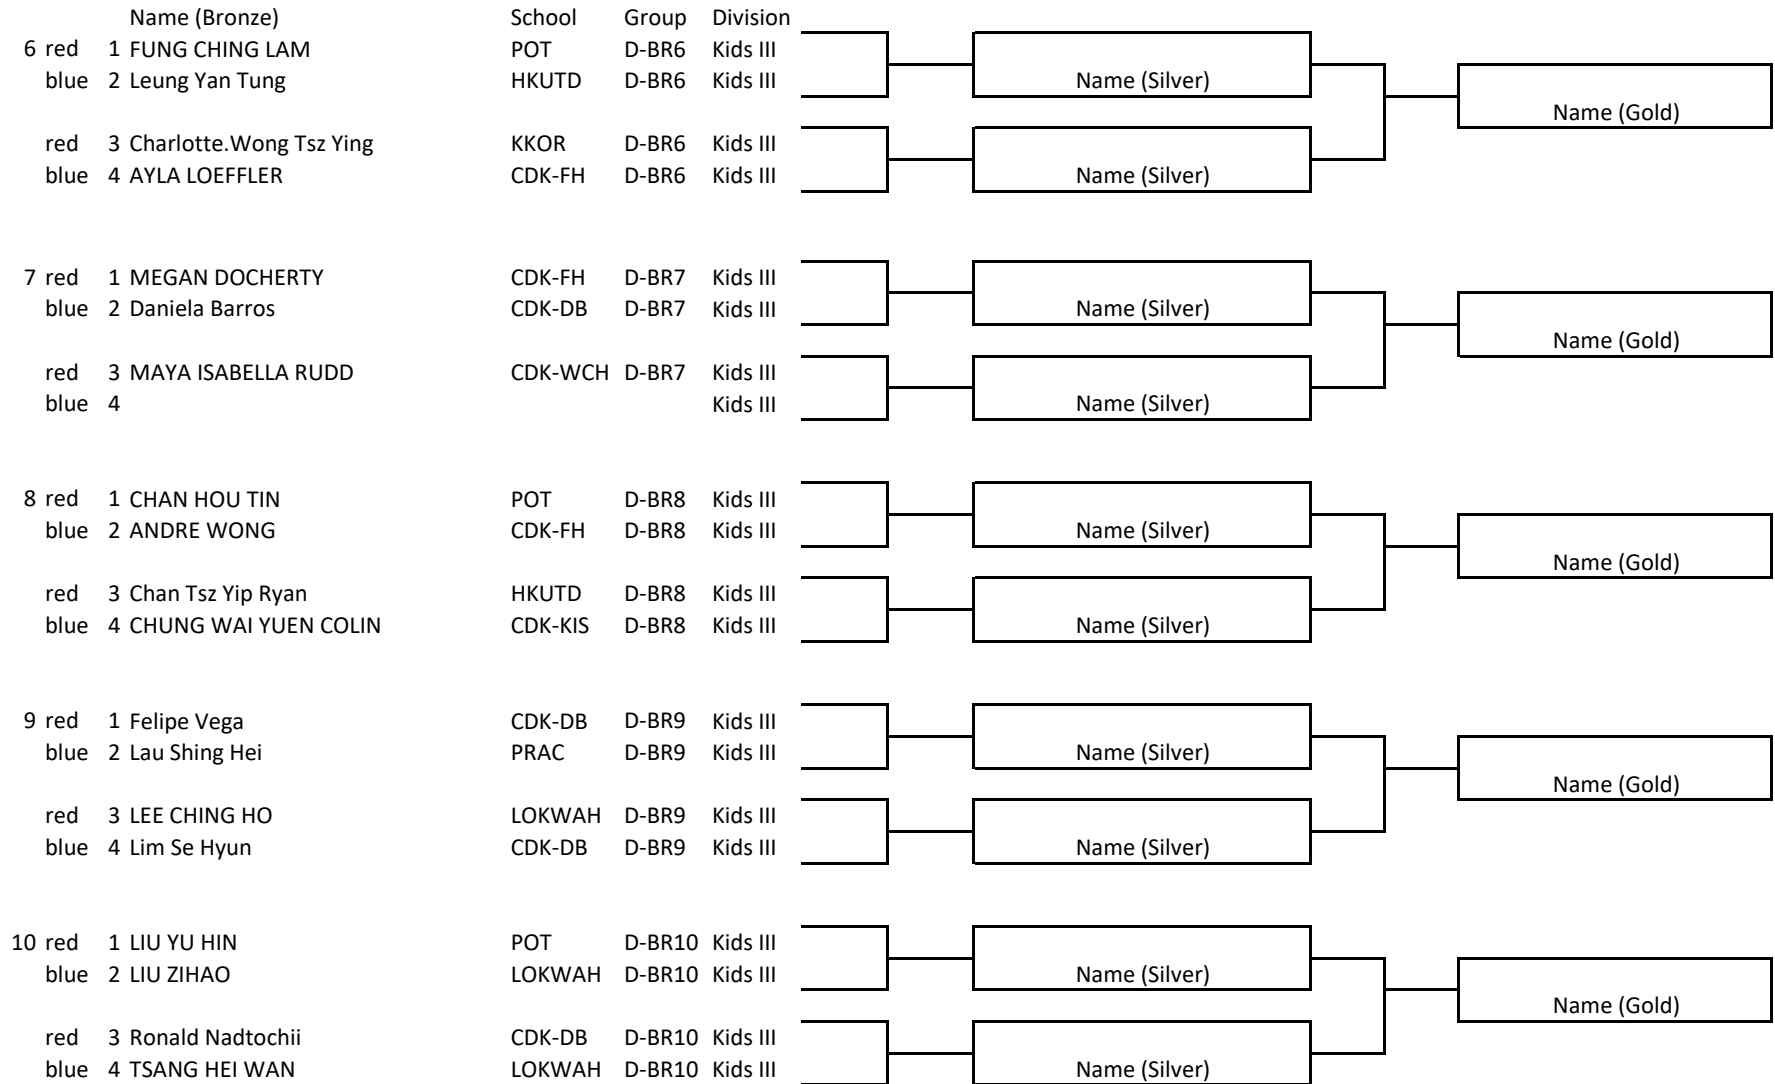 Name (Bronze) School Group Division
6 red 1 FUNG CHING LAM POT D-BR6 Kids III
blue 2 Leung Yan Tung HKUTD D-BR6 Kids III Name (Silver)
Name (Gold)
red 3 Charlotte.Wong Tsz Ying KKOR D-BR6 Kids III
blue 4 AYLA LOEFFLER CDK-FH D-BR6 Kids III Name (Silver)
7 red 1 MEGAN DOCHERTY CDK-FH D-BR7 Kids III
blue 2 Daniela Barros CDK-DB D-BR7 Kids III Name (Silver)
Name (Gold)
red 3 MAYA ISABELLA RUDD CDK-WCH D-BR7 Kids III
blue 4 Kids III Name (Silver)
8 red 1 CHAN HOU TIN POT D-BR8 Kids III
blue 2 ANDRE WONG CDK-FH D-BR8 Kids III Name (Silver)
Name (Gold)
red 3 Chan Tsz Yip Ryan HKUTD D-BR8 Kids III
blue 4 CHUNG WAI YUEN COLIN CDK-KIS D-BR8 Kids III Name (Silver)
9 red 1 Felipe Vega CDK-DB D-BR9 Kids III
blue 2 Lau Shing Hei PRAC D-BR9 Kids III Name (Silver)
Name (Gold)
red 3 LEE CHING HO LOKWAH D-BR9 Kids III
blue 4 Lim Se Hyun CDK-DB D-BR9 Kids III Name (Silver)
10 red 1 LIU YU HIN POT D-BR10 Kids III
blue 2 LIU ZIHAO LOKWAH D-BR10 Kids III Name (Silver)
Name (Gold)
red 3 Ronald Nadtochii CDK-DB D-BR10 Kids III
blue 4 TSANG HEI WAN LOKWAH D-BR10 Kids III Name (Silver)